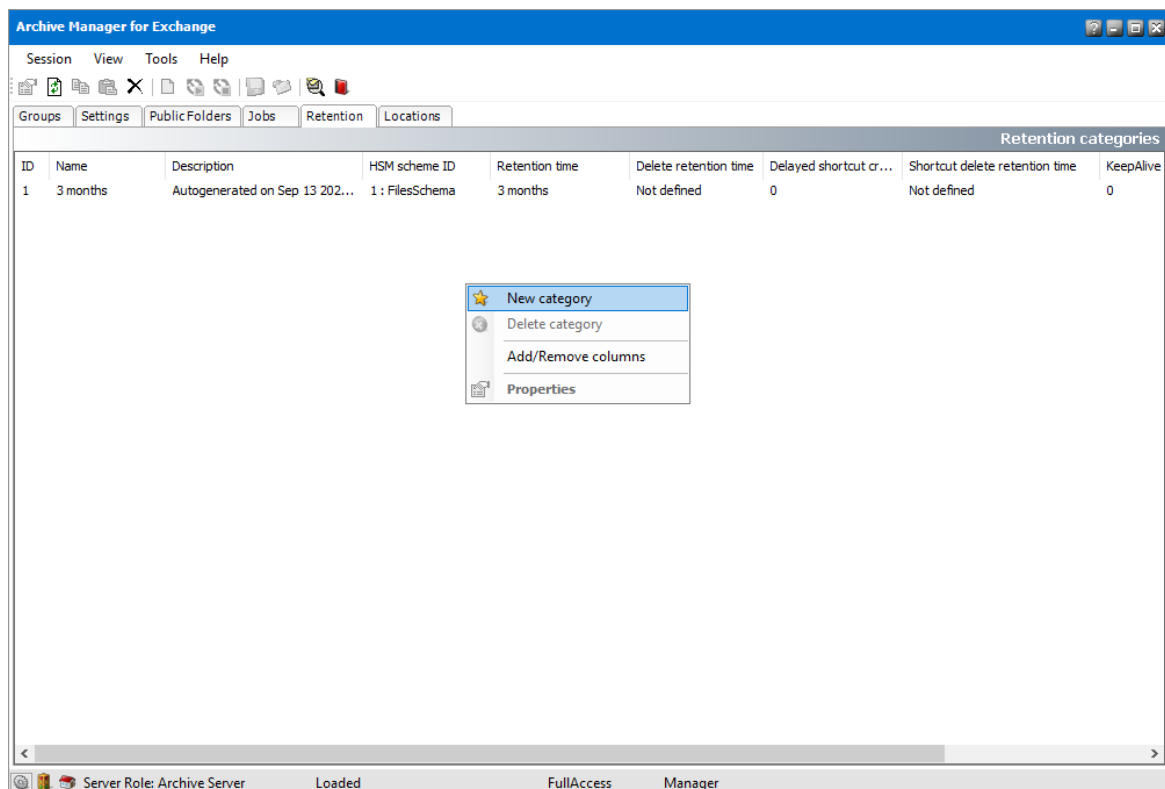 Archive Manager for Exchange
Session View Tools Help
Groups Settings Public Folders Jobs Retention Locations
Retention categories
ID Name Description HSM scheme ID Retention time Delete retention time Delayed shortcut cr... Shortcut delete retention time KeepAlive
1 3 months Autogenerated on Sep 13 202... 1 : FilesSchema 3 months Not defined 0 Not defined 0
New category
Delete category
Add/Remove columns
Properties
Server Role: Archive Server Loaded FullAccess Manager